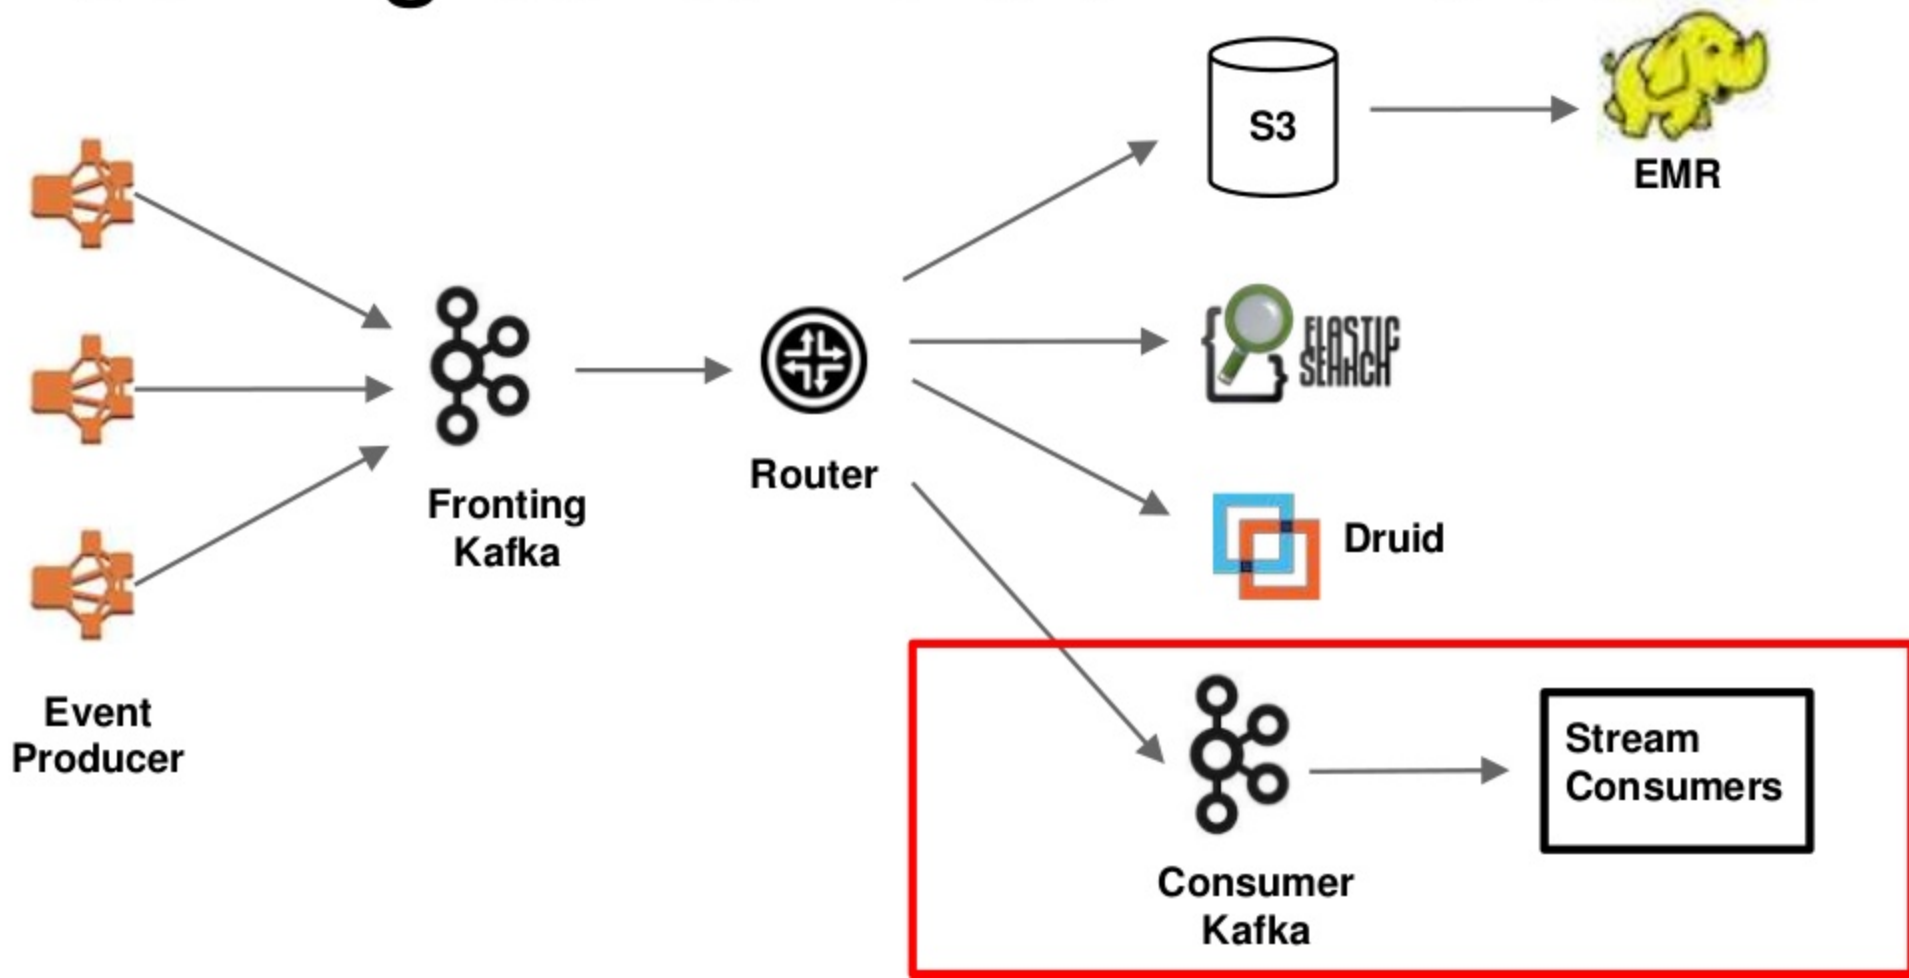 S3
EMR
ELASTIC
SEARCH
Router
Fronting
Kafka
Druid
Event
Producer
Stream
Consumers
Consumer
Kafka